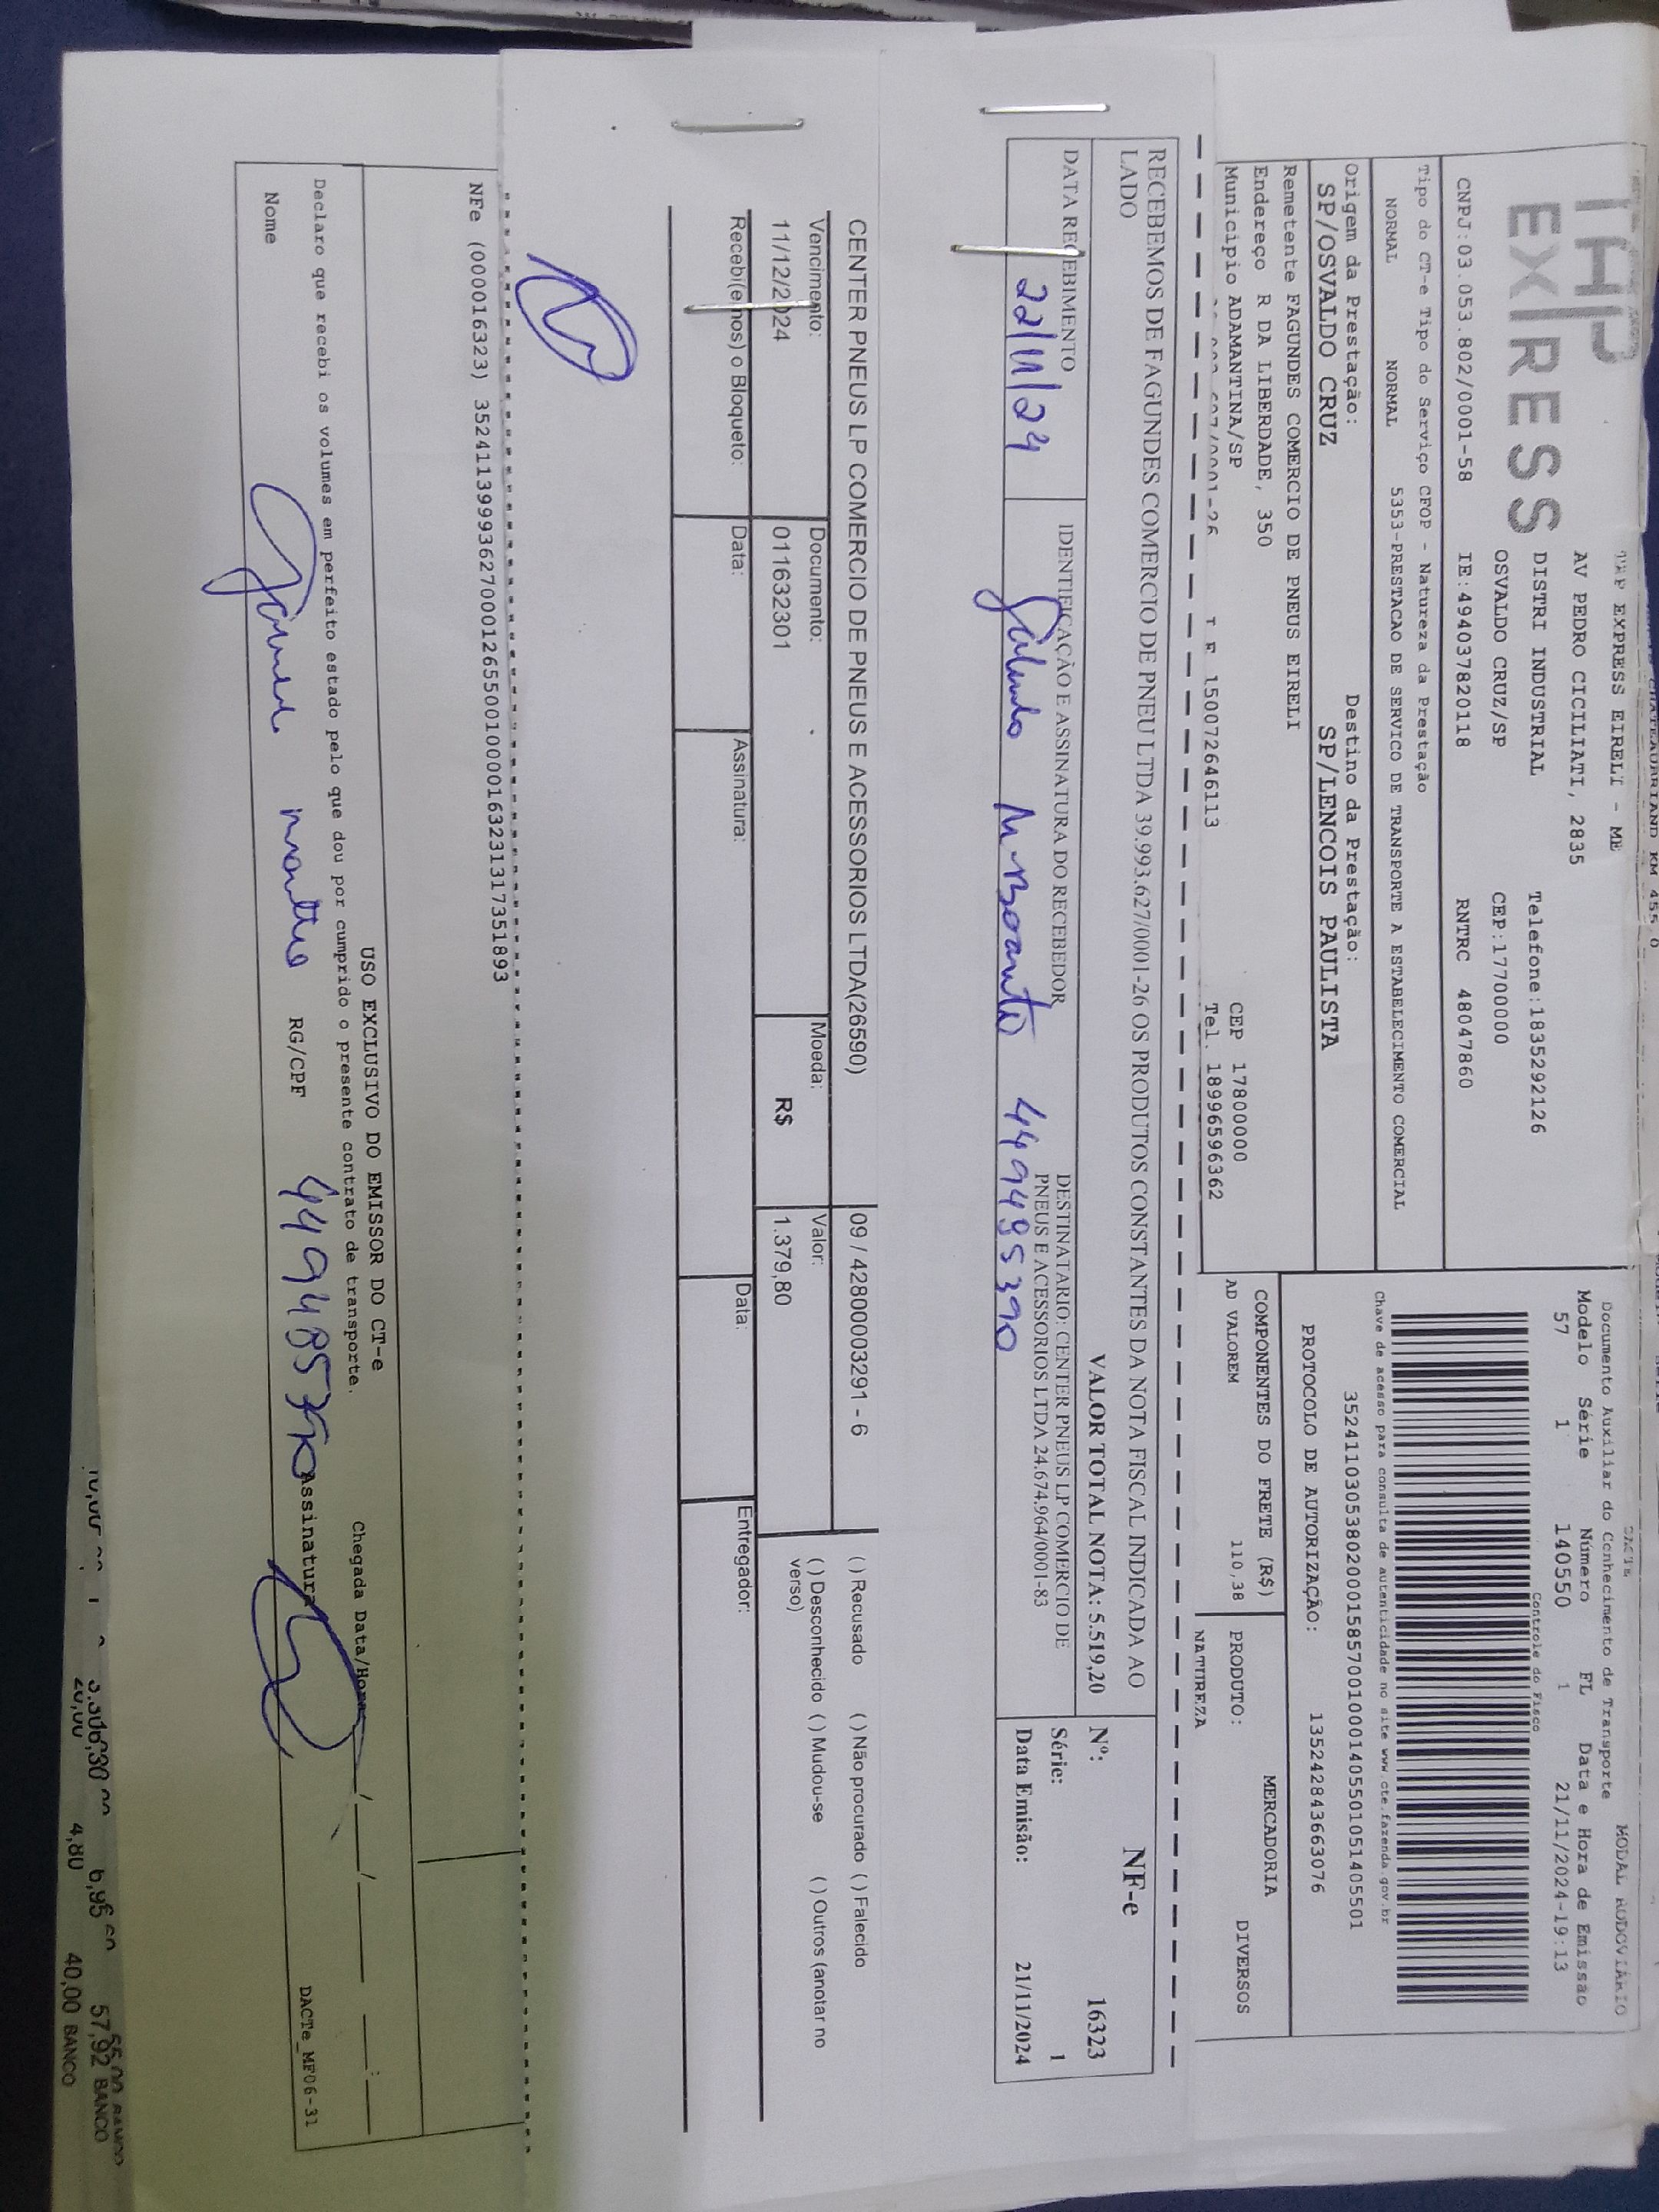 THP
EXPRESS
EXPRESS EIRELI - ME
AV PEDRO CICILIATI, 2835
DISTRI INDUSTRIAL Telefone:1835292126
OSVALDO CRUZ/SP CEP:17700000
CNPJ:03.053.802/0001-58 IE:494037820118 RNTRC 48047860
Tipo do CT-e Tipo do Serviço CFOP - Natureza da Prestação
NORMAL NORMAL 5353-PRESTACAO DE SERVICO DE TRANSPORTE A ESTABELECIMENTO COMERCIAL
Origem da Prestação: Destino da Prestação:
SP/OSVALDO CRUZ SP/LENCOIS PAULISTA
Remetente FAGUNDES COMERCIO DE PNEUS EIRELI
Endereço R DA LIBERDADE, 350
Municipio ADAMANTINA/SP CEP 17800000
150072646113 Tel. 18996596362
DACTE MODAL RODOVIÁRIO
Documento Auxiliar do Conhecimento de Transporte
Modelo Série Número FL Data e Hora de Emissão
57 1 140550 1 21/11/2024-19:13
Controle do Fisco
Chave de acesso para consulta de autenticidade no site www.cte.fazenda.gov.br
35241103053802000158570010001405501051405501
PROTOCOLO DE AUTORIZAÇÃO: 135242843663076
COMPONENTES DO FRETE (R$) MERCADORIA
AD VALOREM 110,38 PRODUTO: DIVERSOS
NATUREZA
RECEBEMOS DE FAGUNDES COMERCIO DE PNEU LTDA 39.993.627/0001-26 OS PRODUTOS CONSTANTES DA NOTA FISCAL INDICADA AO
LADO
VALOR TOTAL NOTA: 5.519,20
DATA RECEBIMENTO IDENTIFICAÇÃO E ASSINATURA DO RECEBEDOR
DESTINATARIO: CENTER PNEUS LP COMERCIO DE
PNEUS E ACESSORIOS LTDA 24.674.964/0001-83
22/11/24 449485390
NF-e
Nº: 16323
Série: 1
Data Emisão: 21/11/2024
CENTER PNEUS LP COMERCIO DE PNEUS E ACESSORIOS LTDA(26590) 09 / 42800003291 - 6
Vencimento: Documento: Moeda: Valor:
11/12/2024 011632301 R$ 1.379,80
Recebi(emos) o Bloqueto: Data: Assinatura: Data: Entregador:
( ) Recusado ( ) Não procurado ( ) Falecido
( ) Desconhecido ( ) Mudou-se ( ) Outros (anotar no
verso)
NFe (000016323) 35241139993627000126550010000163231317351893
USO EXCLUSIVO DO EMISSOR DO CT-e
Declaro que recebi os volumes em perfeito estado pelo que dou por cumprido o presente contrato de transporte.
Chegada Data/Hora
Nome RG/CPF Assinatura
DACTe_MF06-31
4,80 6,95 57,92 BANCO
40,00 BANCO